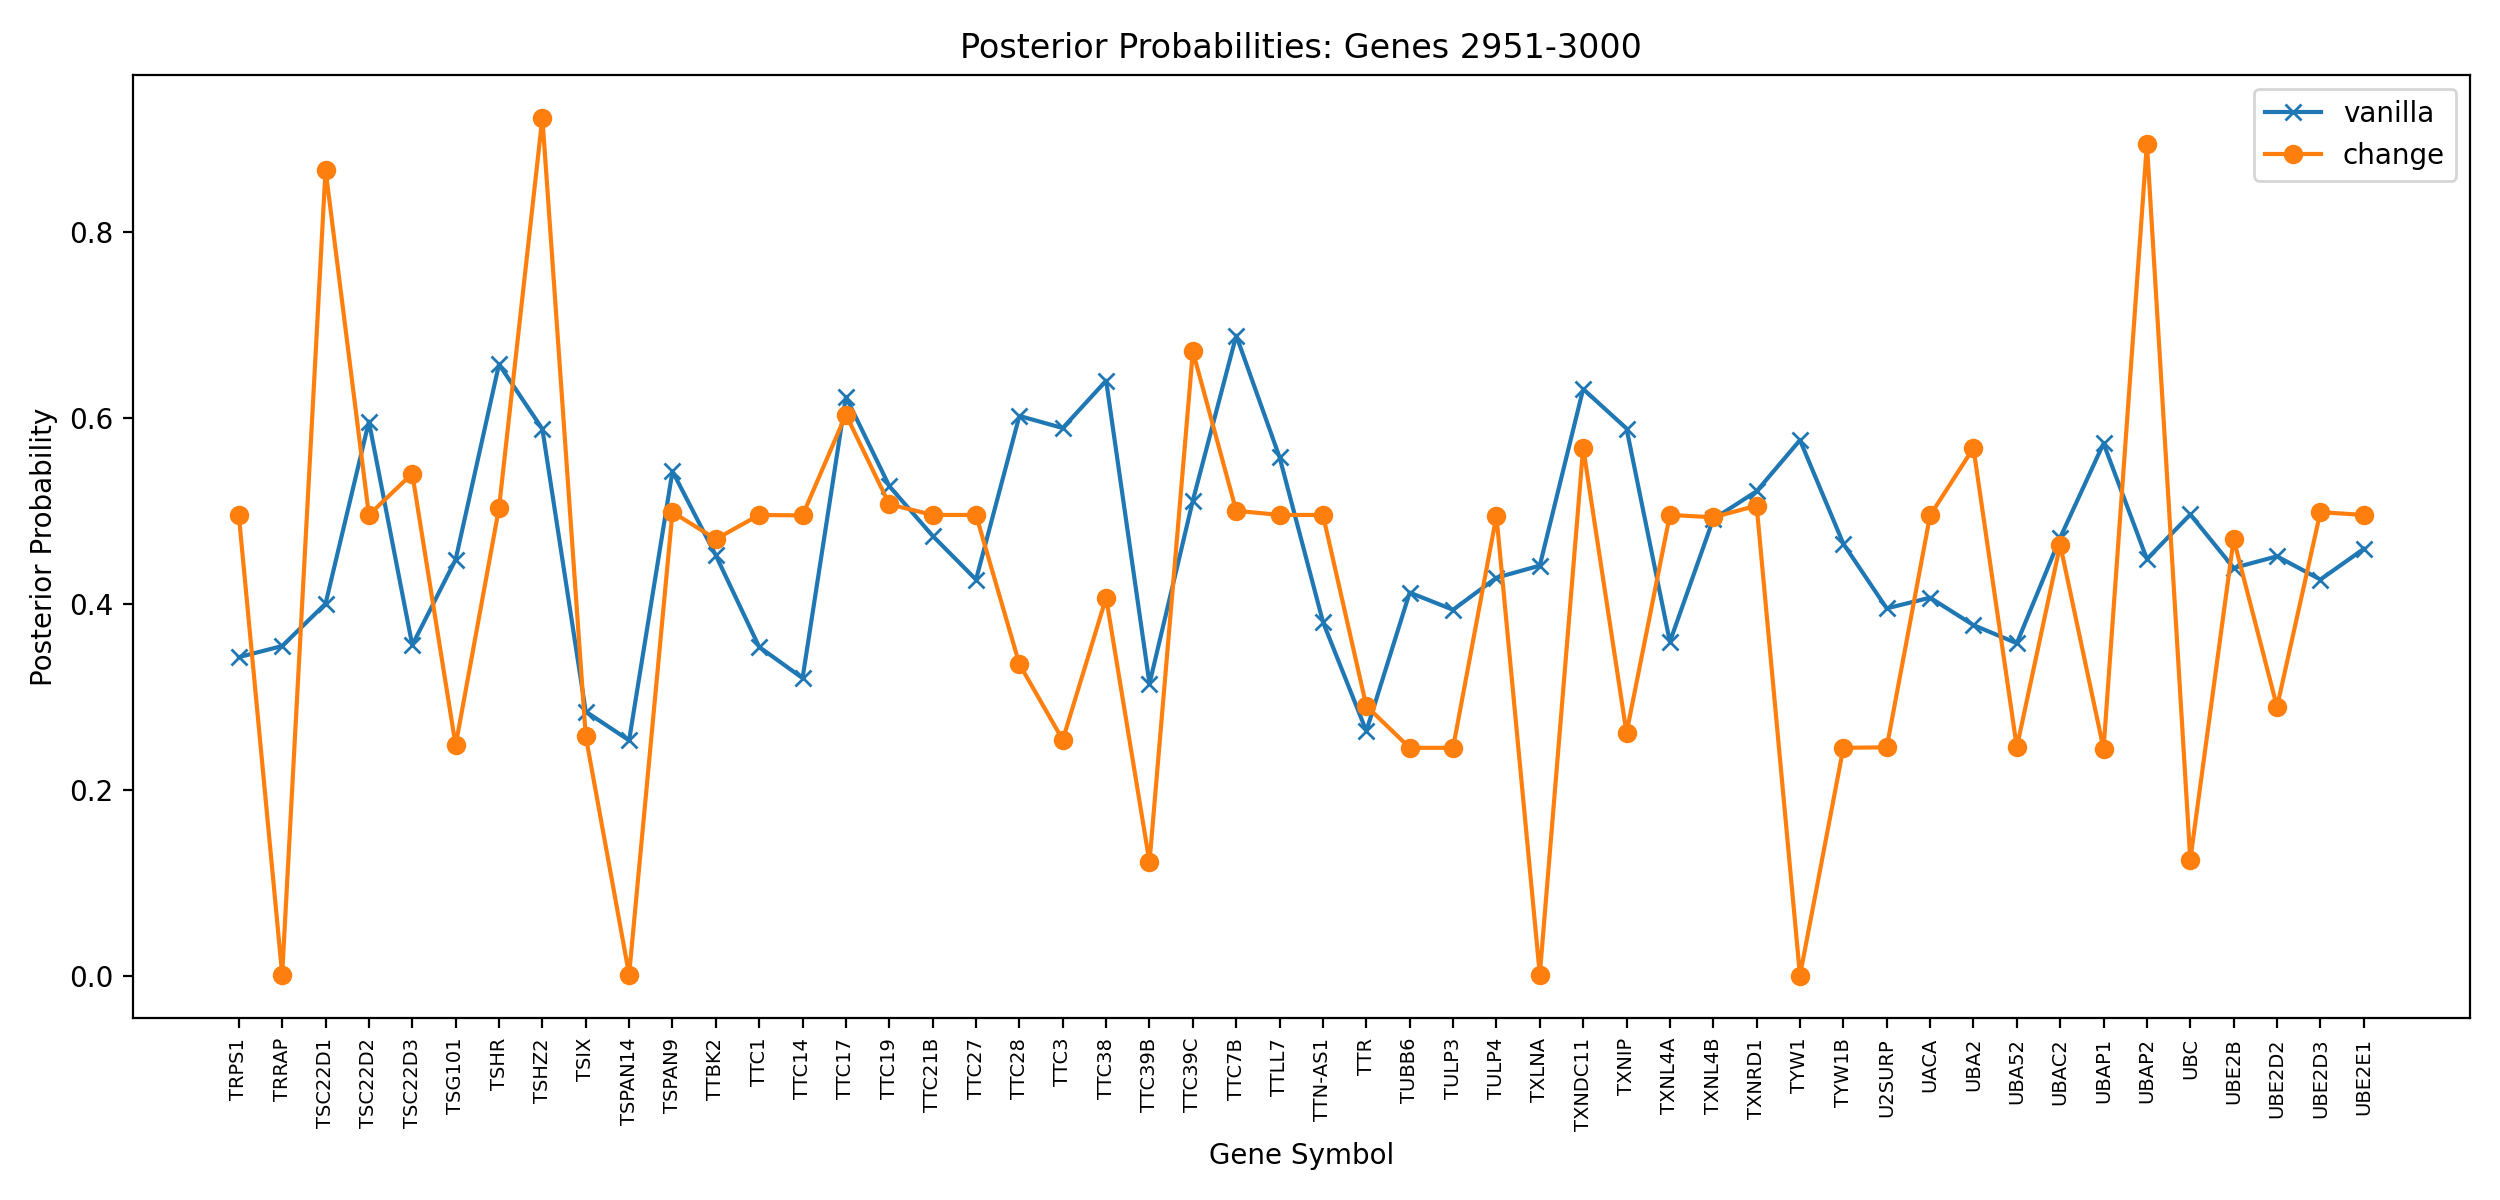 Posterior Probabilities: Genes 2951-3000
vanilla
change
Posterior Probability
0.8
0.6
0.4
0.2
0.0
TRPS1
TRRAP
TSC22D1
TSC22D2
TSC22D3
TSG101
TSHR
TSHZ2
TSIX
TSPAN14
TSPAN9
TTBK2
TTC1
TTC14
TTC17
TTC19
TTC21B
TTC27
TTC28
TTC3
TTC38
TTC39B
TTC39C
TTC7B
TTLL7
TTN-AS1
TTR
TUBB6
TULP3
TULP4
TXLNA
TXNDC11
TXNIP
TXNL4A
TXNL4B
TXNRD1
TYW1
TYW1B
U2SURP
UACA
UBA2
UBA52
UBAC2
UBAP1
UBAP2
UBC
UBE2B
UBE2D2
UBE2D3
UBE2E1
Gene Symbol